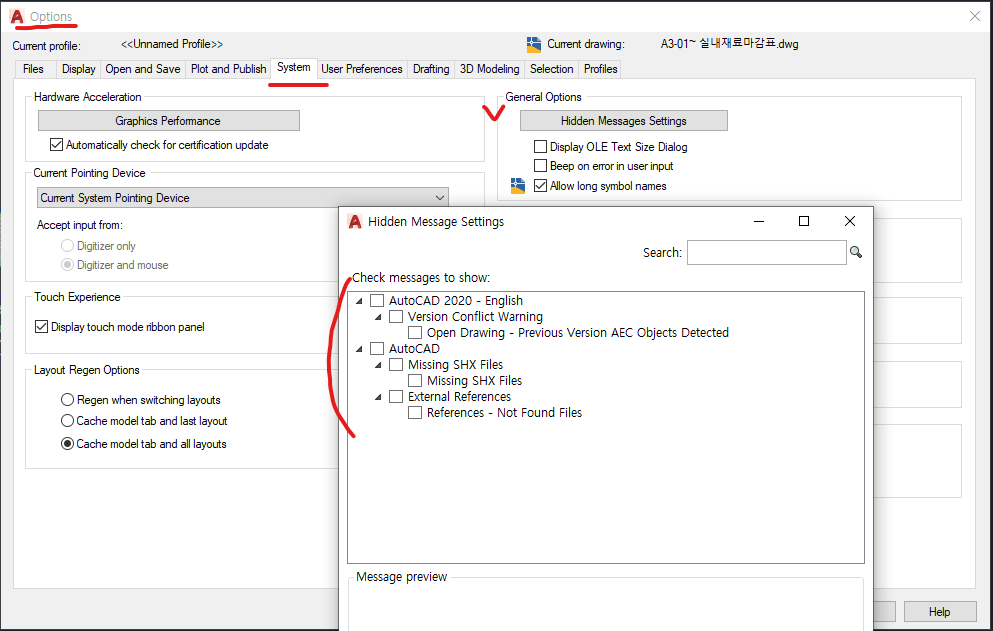 Options
Current profile: <<Unnamed Profile>> Current drawing: A3-01~ 실내재료마감표.dwg
Files Display Open and Save Plot and Publish System User Preferences Drafting 3D Modeling Selection Profiles
Hardware Acceleration
Graphics Performance
Automatically check for certification update
Current Pointing Device
Current System Pointing Device
Accept input from:
Digitizer only
Digitizer and mouse
Touch Experience
Display touch mode ribbon panel
Layout Regen Options
Regen when switching layouts
Cache model tab and last layout
Cache model tab and all layouts
General Options
Hidden Messages Settings
Display OLE Text Size Dialog
Beep on error in user input
Allow long symbol names
Hidden Message Settings
Search:
Check messages to show:
AutoCAD 2020 - English
Version Conflict Warning
Open Drawing - Previous Version AEC Objects Detected
AutoCAD
Missing SHX Files
Missing SHX Files
External References
References - Not Found Files
Message preview
Help